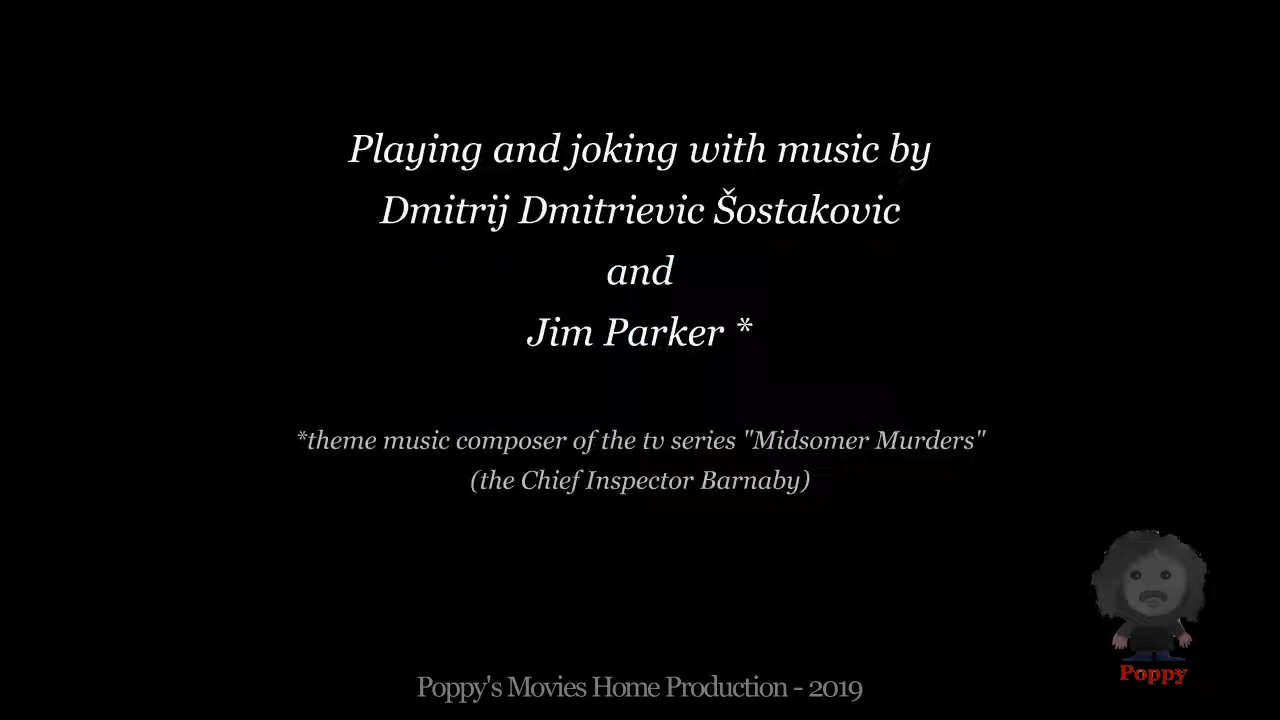 Playing and joking with music by
Dmitrij Dmitrievic Šostakovic
and
Jim Parker *
*theme music composer of the tv series "Midsomer Murders"
(the Chief Inspector Barnaby)
Poppy
Poppy's Movies Home Production - 2019